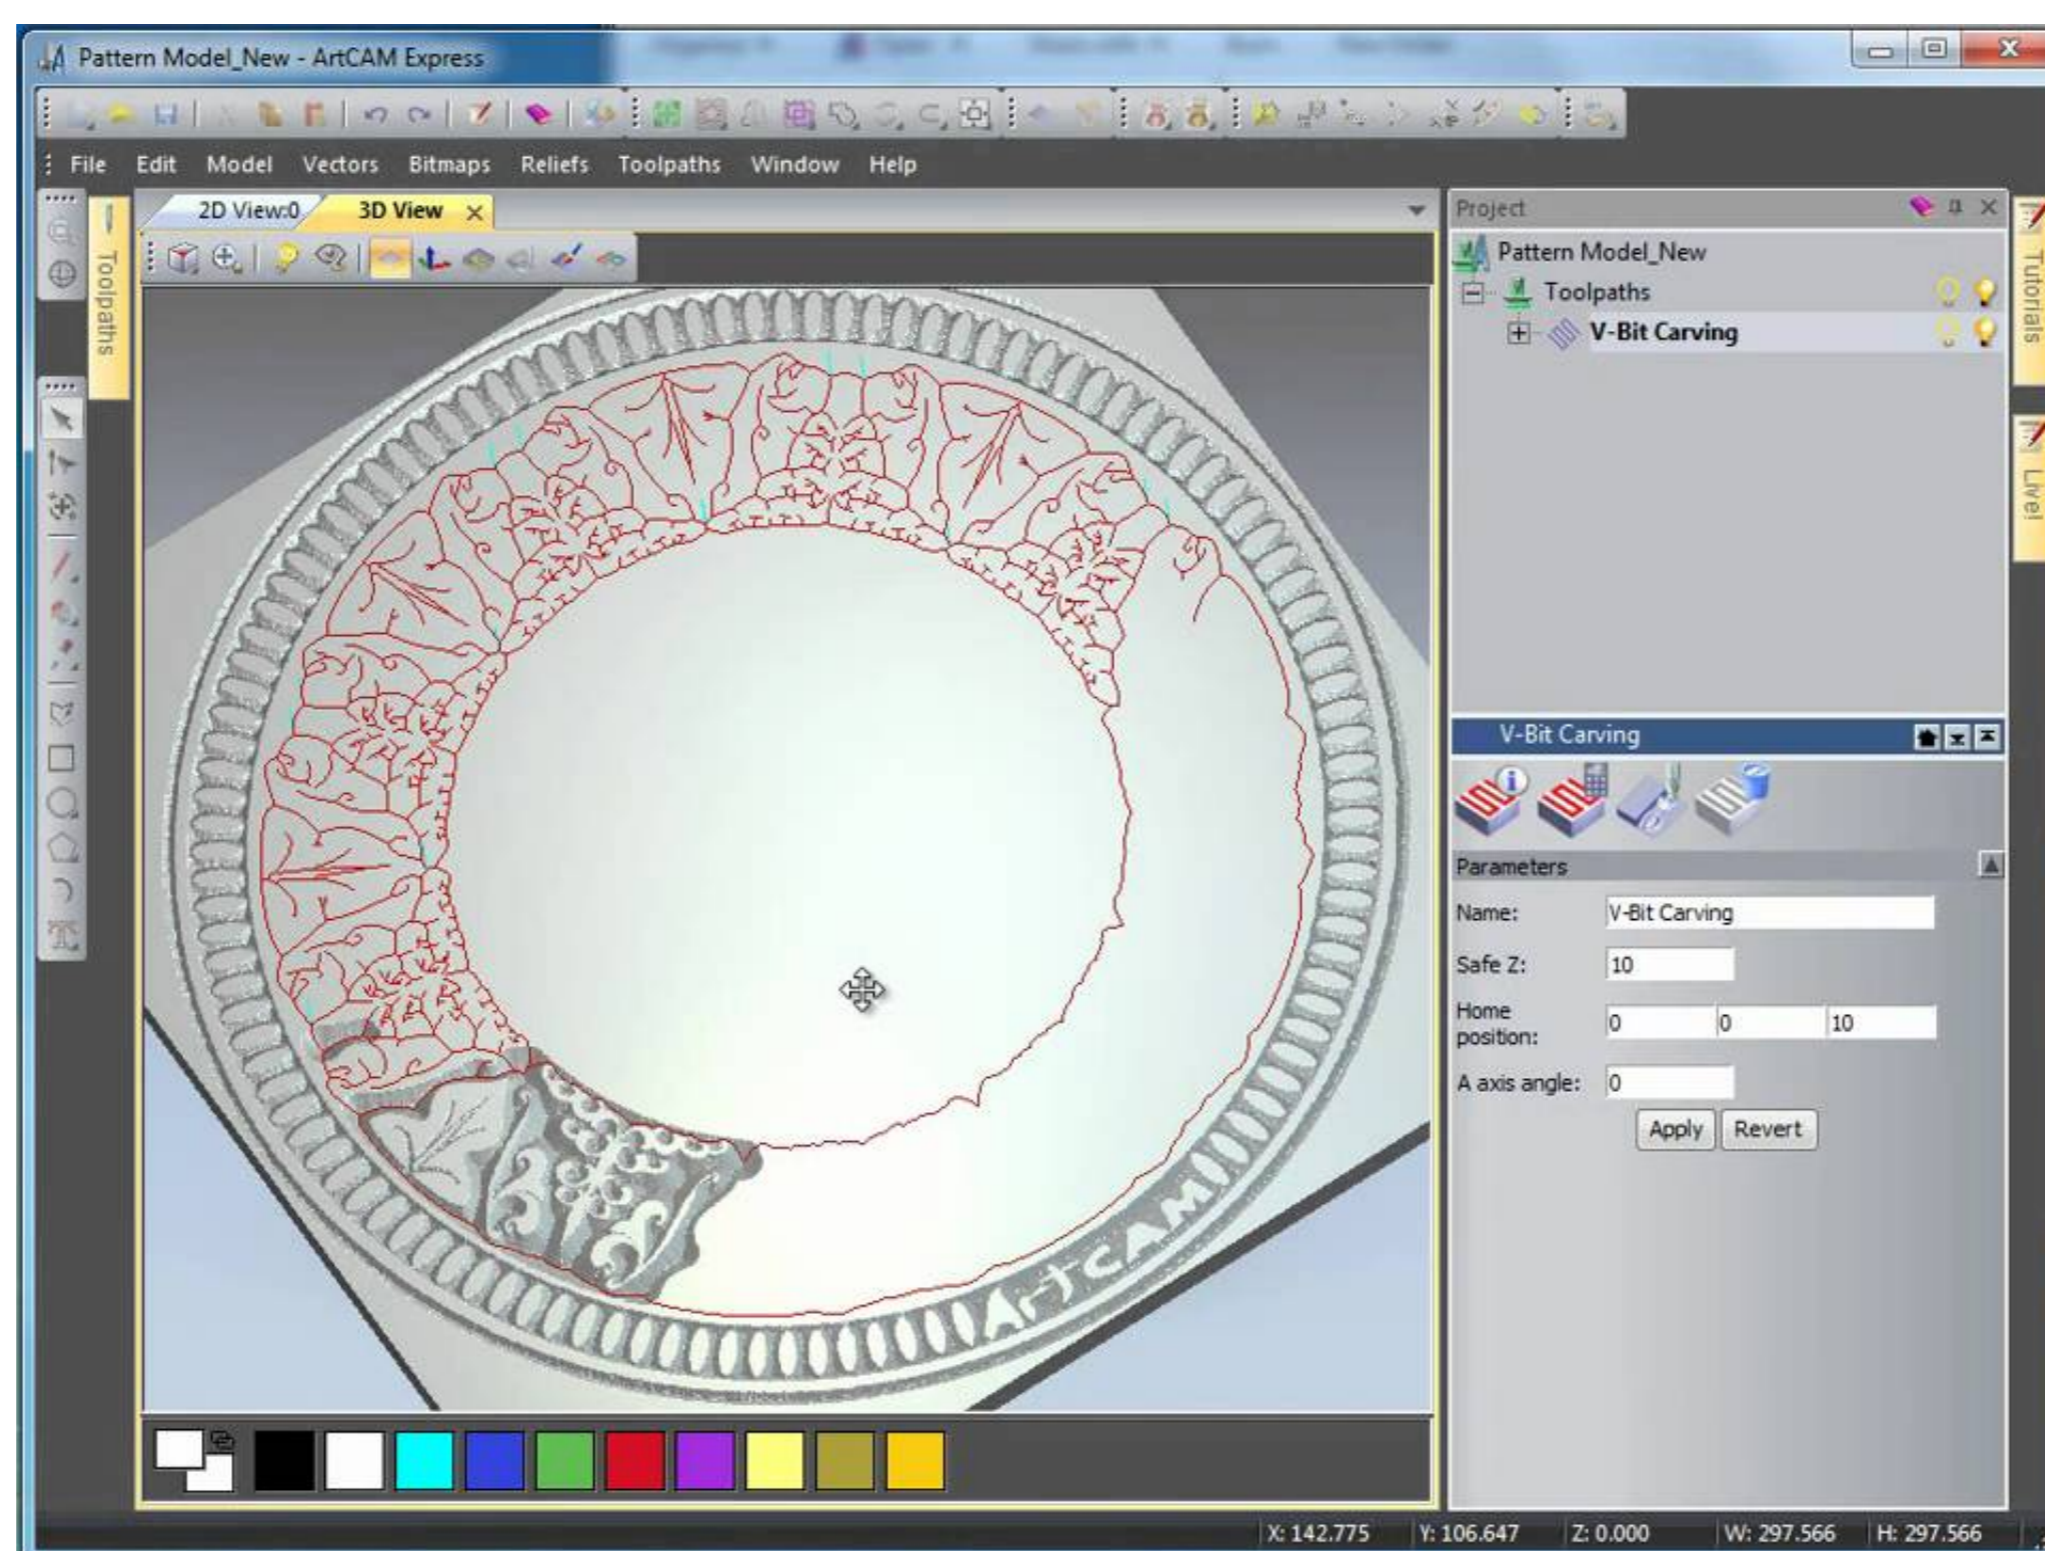 Pattern Model_New - ArtCAM Express
File Edit Model Vectors Bitmaps Reliefs Toolpaths Window Help
Toolpaths
2D View:0 3D View
ArtCAM
Project
Pattern Model_New
Toolpaths
V-Bit Carving
Tutorials
Live!
V-Bit Carving
Parameters
Name: V-Bit Carving
Safe Z: 10
Home
position: 0 0 10
A axis angle: 0
Apply Revert
X: 142.775 Y: 106.647 Z: 0.000 W: 297.566 H: 297.566